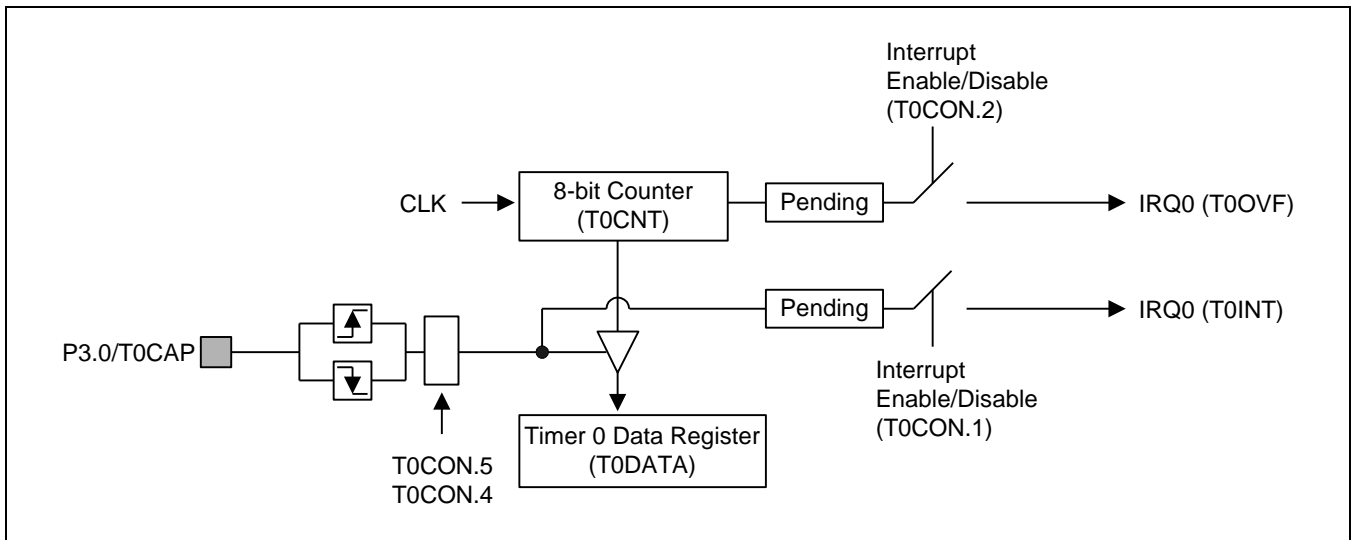 Interrupt
Enable/Disable
(T0CON.2)
CLK
8-bit Counter
(T0CNT)
Pending
IRQ0 (T0OVF)
Pending
IRQ0 (T0INT)
P3.0/T0CAP
Interrupt
Enable/Disable
(T0CON.1)
Timer 0 Data Register
(T0DATA)
T0CON.5
T0CON.4